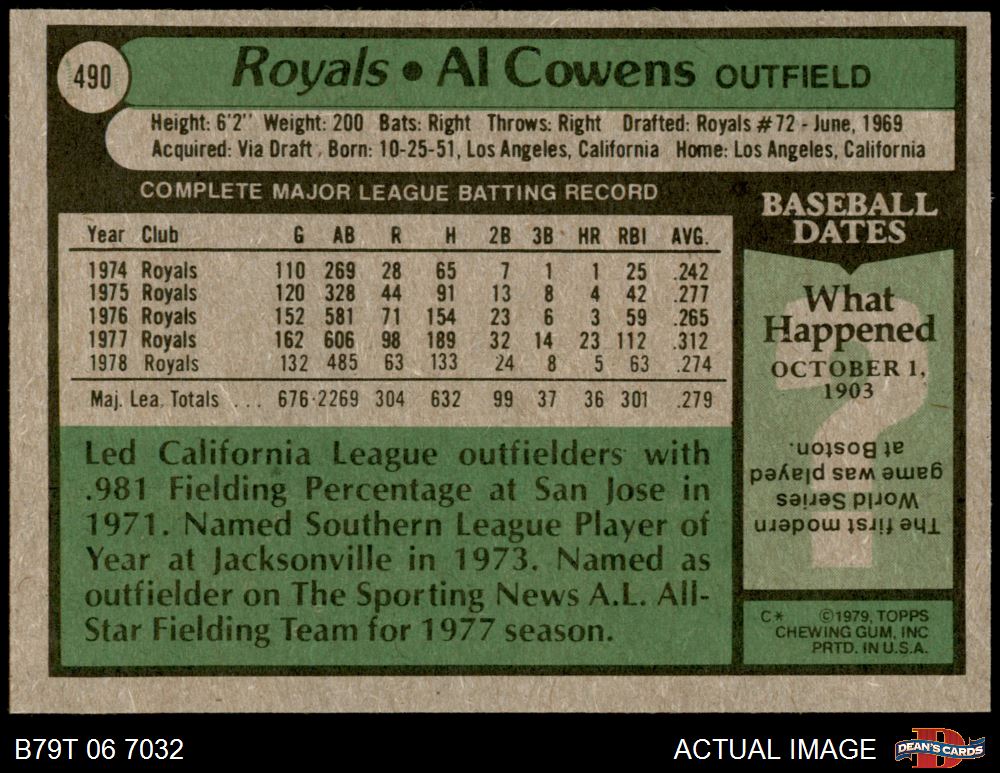 490
Royals • Al Cowens OUTFIELD
Height: 6'2" Weight: 200 Bats: Right Throws: Right Drafted: Royals #72 - June, 1969
Acquired: Via Draft Born: 10-25-51, Los Angeles, California Home: Los Angeles, California
COMPLETE MAJOR LEAGUE BATTING RECORD
Year Club G AB R H 2B 3B HR RBI AVG.
1974 Royals 110 269 28 65 7 1 1 25 .242
1975 Royals 120 328 44 91 13 8 4 42 .277
1976 Royals 152 581 71 154 23 6 3 59 .265
1977 Royals 162 606 98 189 32 14 23 112 .312
1978 Royals 132 485 63 133 24 8 5 63 .274
Maj. Lea. Totals ... 676 2269 304 632 99 37 36 301 .279
Led California League outfielders with
.981 Fielding Percentage at San Jose in
1971. Named Southern League Player of
Year at Jacksonville in 1973. Named as
outfielder on The Sporting News A.L. All-
Star Fielding Team for 1977 season.
BASEBALL
DATES
What
Happened
OCTOBER 1,
1903
The first modern
World Series
game was played
at Boston.
C* ©1979, TOPPS
CHEWING GUM, INC
PRTD. IN U.S.A.
B79T 06 7032
ACTUAL IMAGE
DEAN'S CARDS